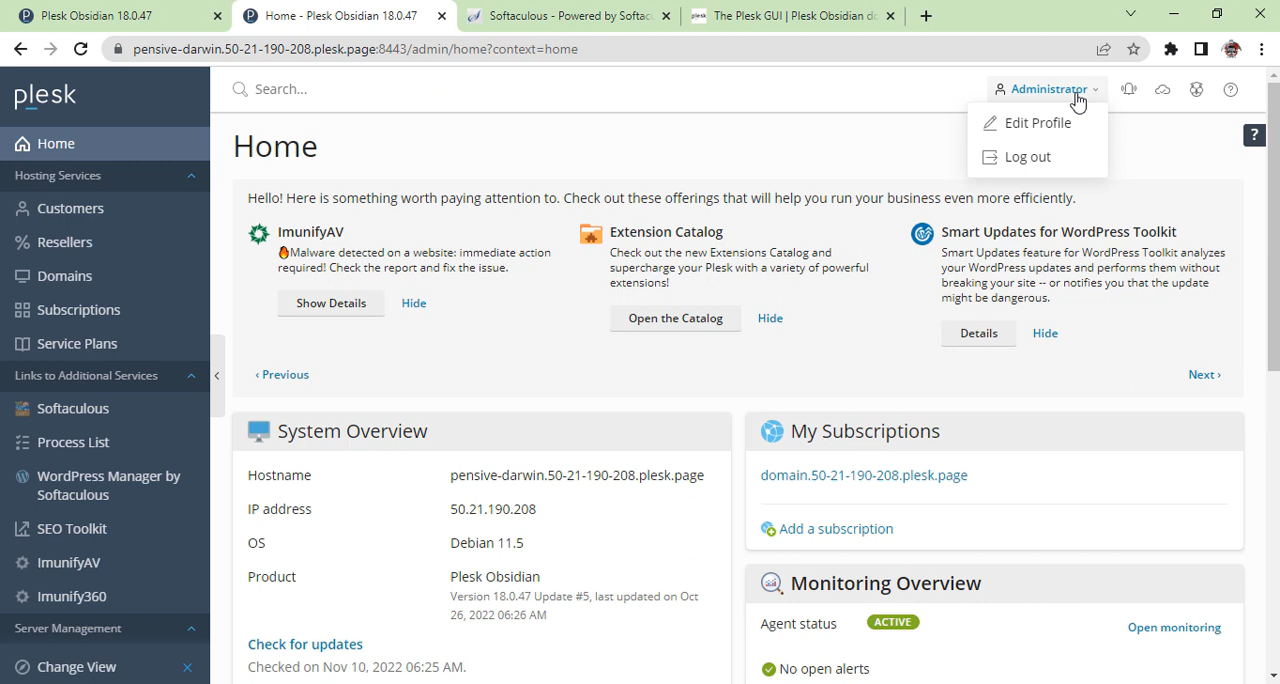 Plesk Obsidian 18.0.47
Home - Plesk Obsidian 18.0.47
Softaculous - Powered by Softac
The Plesk GUI | Plesk Obsidian do
pensive-darwin.50-21-190-208.plesk.page:8443/admin/home?context=home
plesk
Search...
Administrator
Edit Profile
Log out
?
Home
Hosting Services
Customers
Resellers
Domains
Subscriptions
Service Plans
Links to Additional Services
Softaculous
Process List
WordPress Manager by
Softaculous
SEO Toolkit
ImunifyAV
Imunify360
Server Management
Change View
Home
Hello! Here is something worth paying attention to. Check out these offerings that will help you run your business even more efficiently.
ImunifyAV
Malware detected on a website: immediate action
required! Check the report and fix the issue.
Show Details
Hide
Extension Catalog
Check out the new Extensions Catalog and
supercharge your Plesk with a variety of powerful
extensions!
Open the Catalog
Hide
Smart Updates for WordPress Toolkit
Smart Updates feature for WordPress Toolkit analyzes
your WordPress updates and performs them without
breaking your site -- or notifies you that the update
might be dangerous.
Details
Hide
‹ Previous
Next ›
System Overview
Hostname pensive-darwin.50-21-190-208.plesk.page
IP address 50.21.190.208
OS Debian 11.5
Product Plesk Obsidian
Version 18.0.47 Update #5, last updated on Oct
26, 2022 06:26 AM
Check for updates
Checked on Nov 10, 2022 06:25 AM.
My Subscriptions
domain.50-21-190-208.plesk.page
Add a subscription
Monitoring Overview
Agent status ACTIVE
Open monitoring
No open alerts